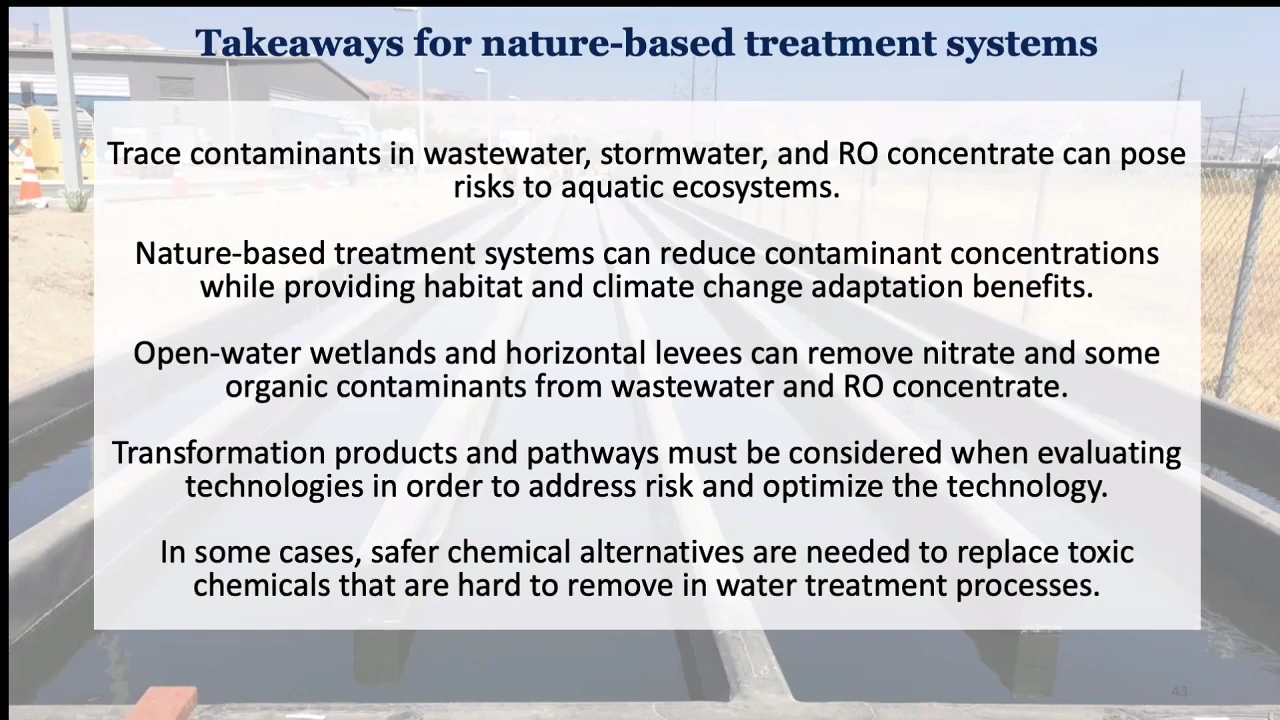 Takeaways for nature-based treatment systems
Trace contaminants in wastewater, stormwater, and RO concentrate can pose
risks to aquatic ecosystems.
Nature-based treatment systems can reduce contaminant concentrations
while providing habitat and climate change adaptation benefits.
Open-water wetlands and horizontal levees can remove nitrate and some
organic contaminants from wastewater and RO concentrate.
Transformation products and pathways must be considered when evaluating
technologies in order to address risk and optimize the technology.
In some cases, safer chemical alternatives are needed to replace toxic
chemicals that are hard to remove in water treatment processes.
43